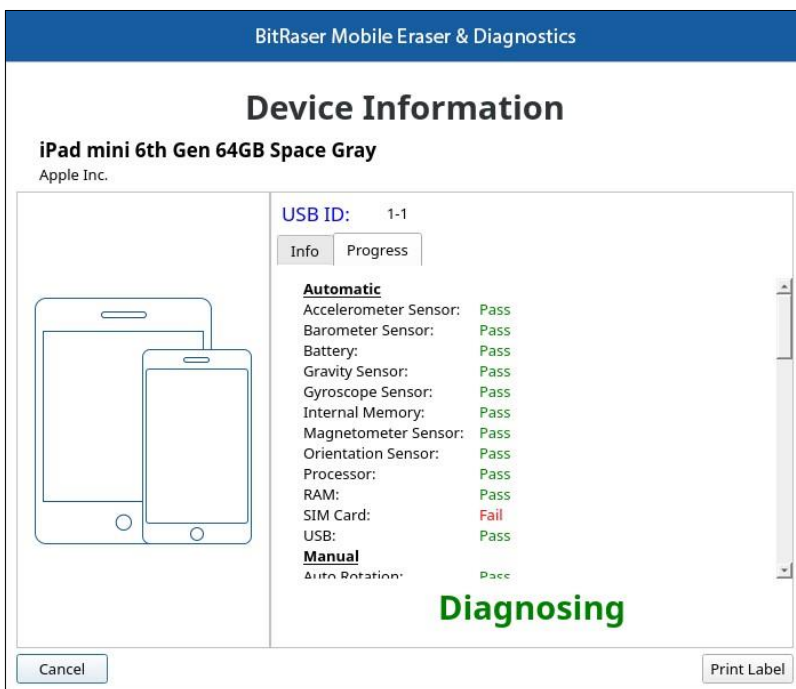 BitRaser Mobile Eraser & Diagnostics
Device Information
iPad mini 6th Gen 64GB Space Gray
Apple Inc.
USB ID: 1-1
Info Progress
Automatic
Accelerometer Sensor: Pass
Barometer Sensor: Pass
Battery: Pass
Gravity Sensor: Pass
Gyroscope Sensor: Pass
Internal Memory: Pass
Magnetometer Sensor: Pass
Orientation Sensor: Pass
Processor: Pass
RAM: Pass
SIM Card: Fail
USB: Pass
Manual
Auto Rotation: Pass
Diagnosing
Cancel Print Label